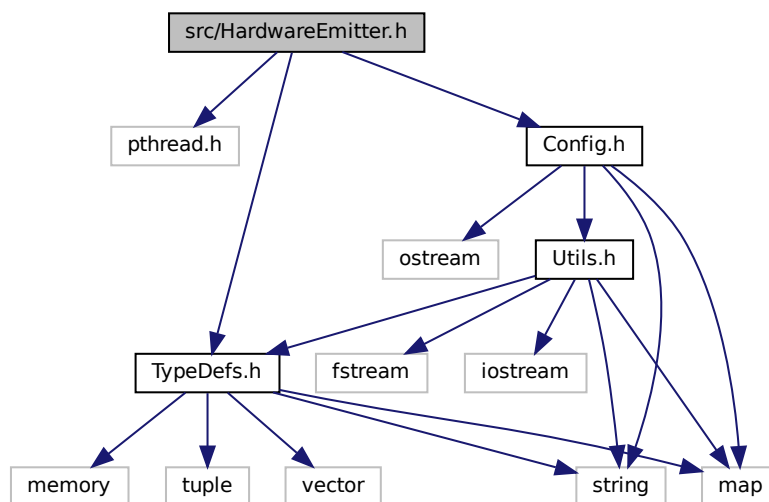 src/HardwareEmitter.h
pthread.h
Config.h
ostream
Utils.h
TypeDefs.h
fstream
iostream
memory
tuple
vector
string
map